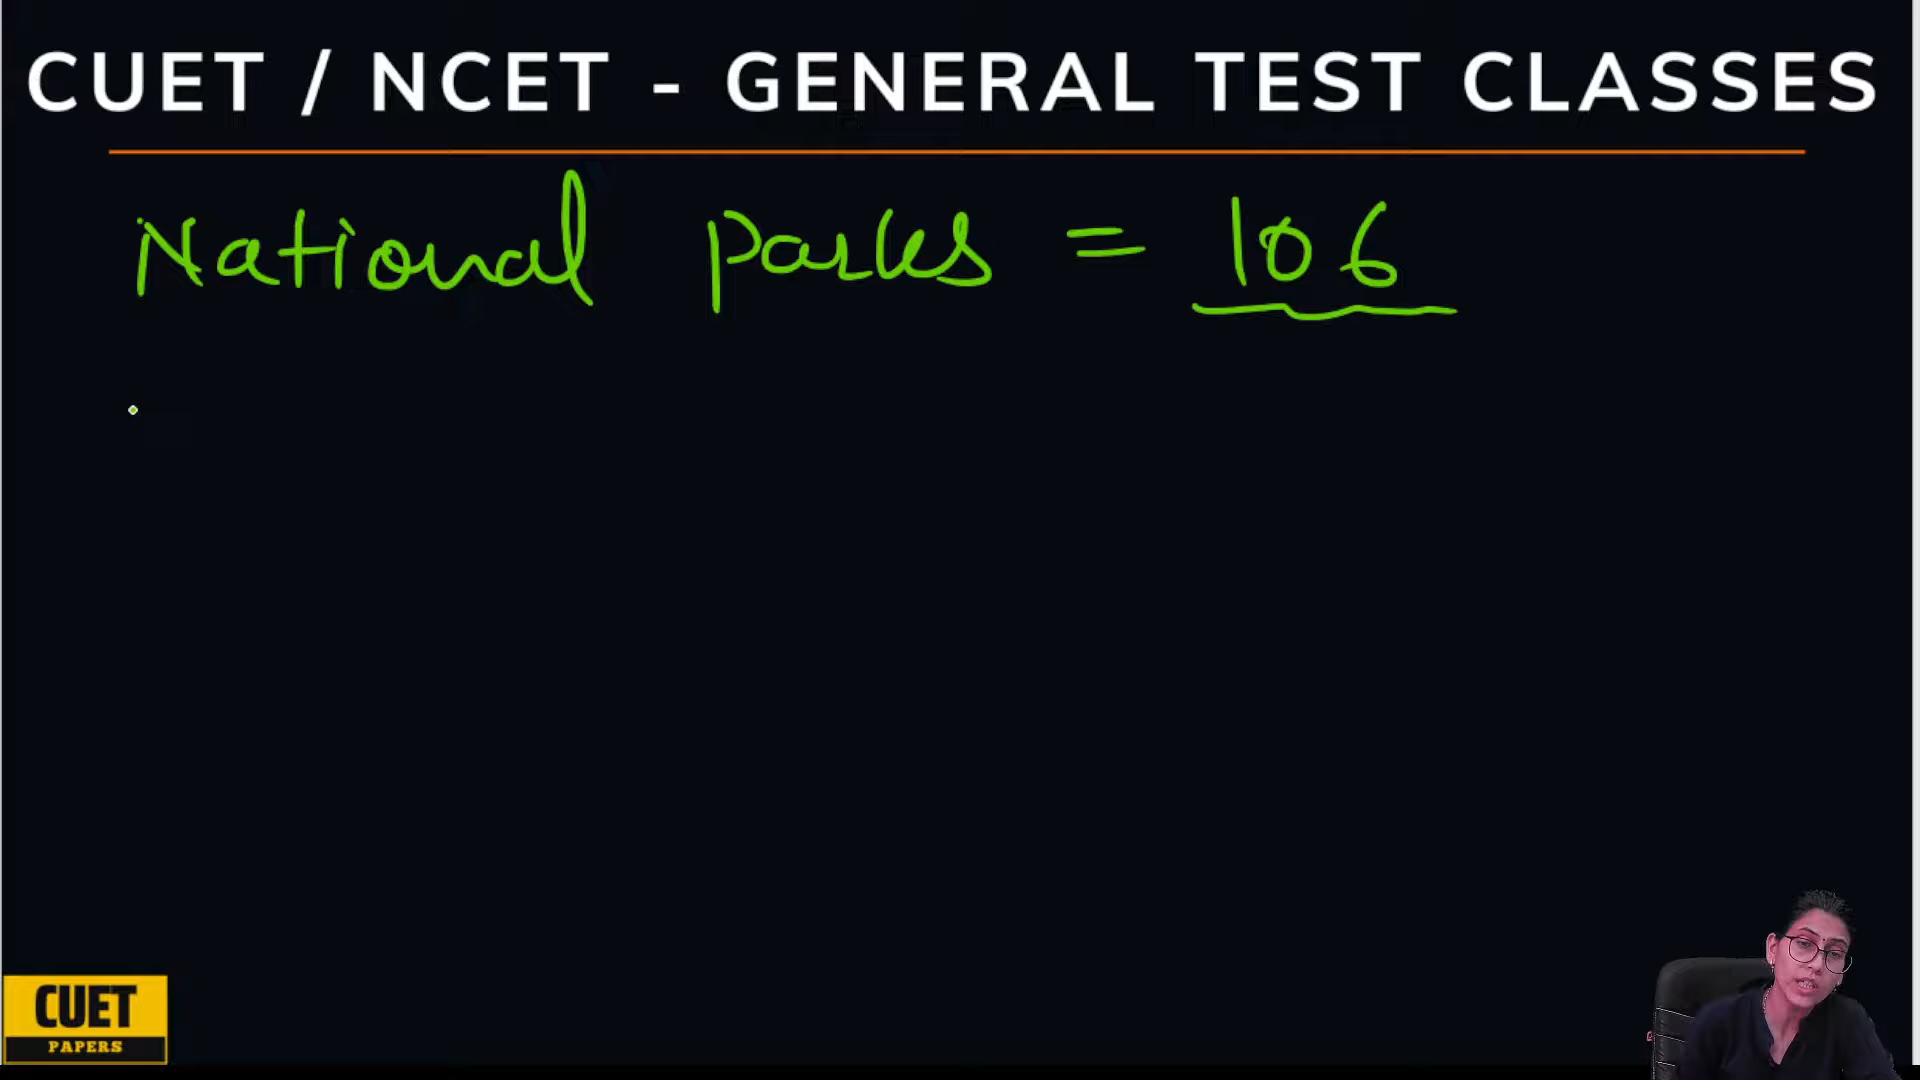 CUET / NCET - GENERAL TEST CLASSES
National Parks = 106
CUET
PAPERS